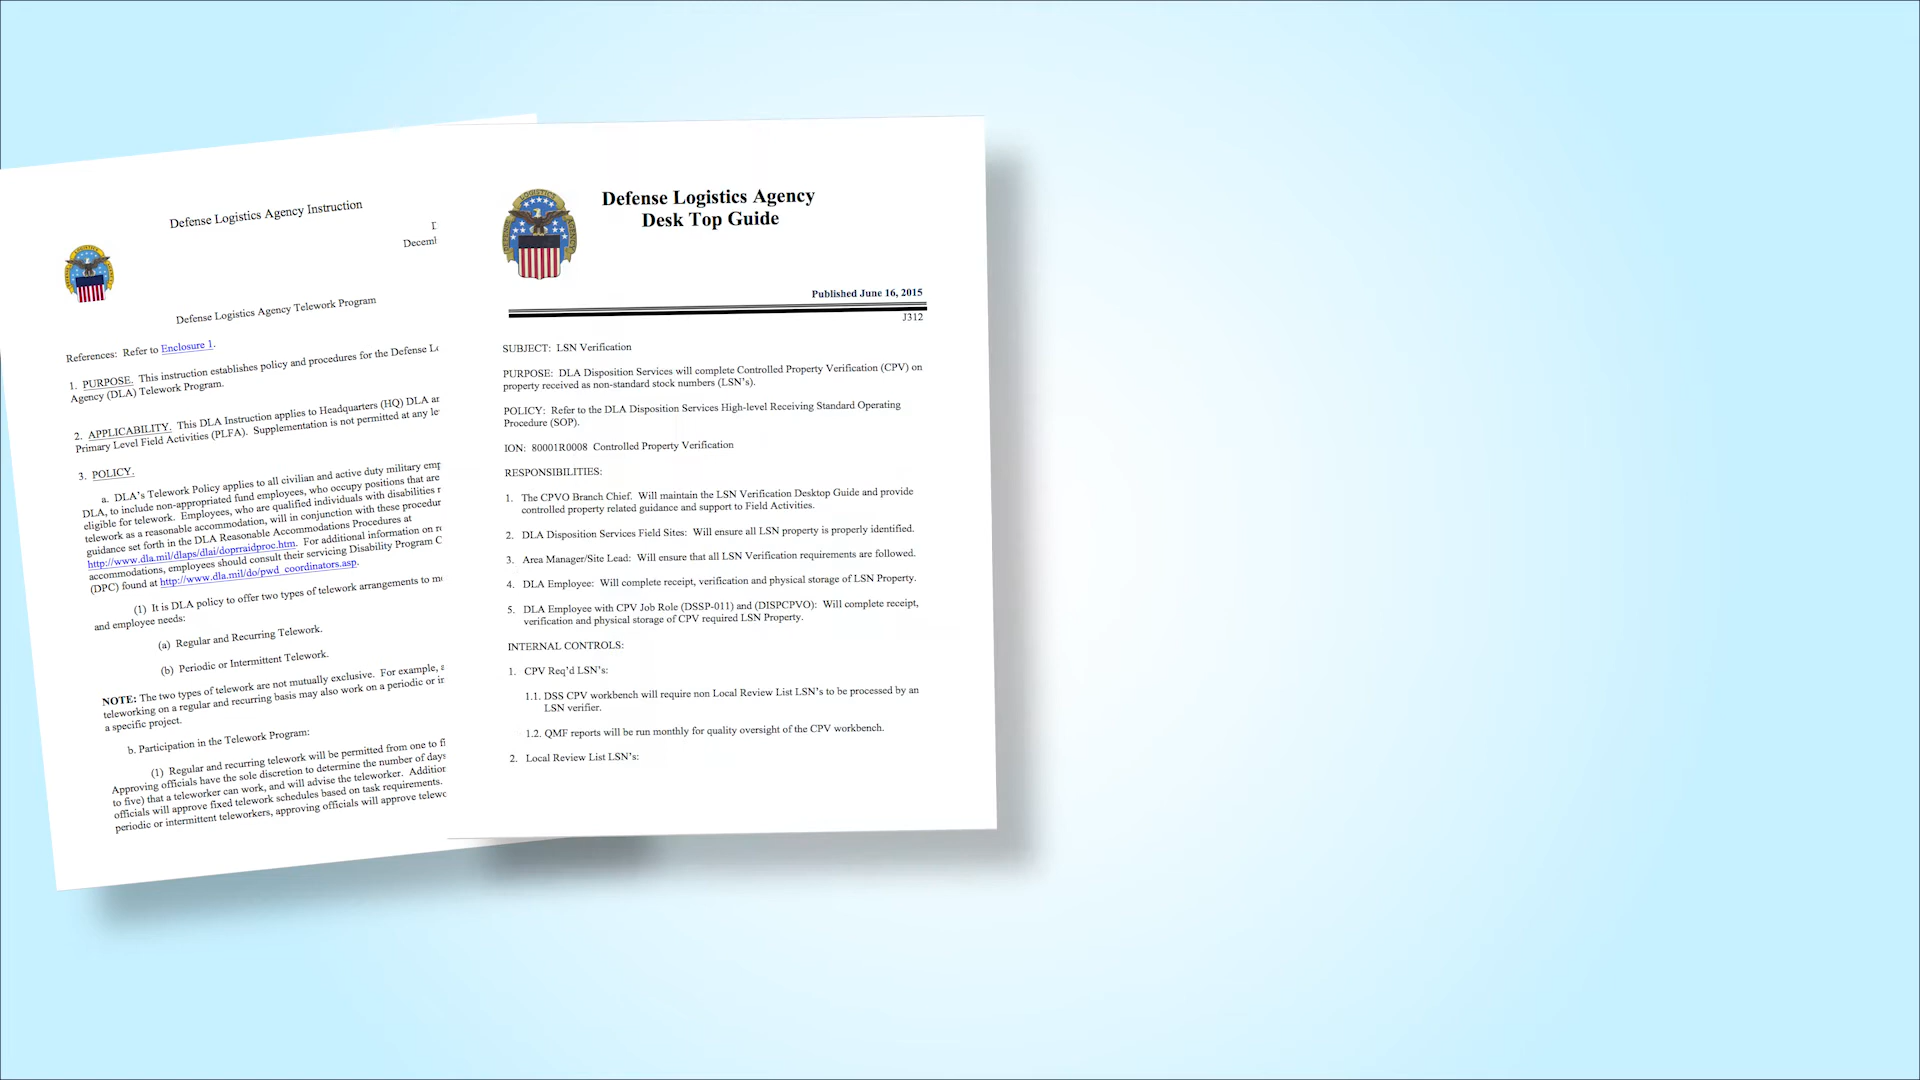 Defense Logistics Agency Instruction
Decemb
Defense Logistics Agency Telework Program
References: Refer to Enclosure 1.
1. PURPOSE. This instruction establishes policy and procedures for the Defense Lo
Agency (DLA) Telework Program.
2. APPLICABILITY. This DLA Instruction applies to Headquarters (HQ) DLA an
Primary Level Field Activities (PLFA). Supplementation is not permitted at any le
3. POLICY.
a. DLA's Telework Policy applies to all civilian and active duty military emp
DLA, to include non-appropriated fund employees, who occupy positions that are
eligible for telework. Employees, who are qualified individuals with disabilities r
telework as a reasonable accommodation, will in conjunction with these procedur
guidance set forth in the DLA Reasonable Accommodations Procedures at
http://www.dla.mil/dlaps/dlai/doprraidproc.htm. For additional information on re
accommodations, employees should consult their servicing Disability Program C
(DPC) found at http://www.dla.mil/do/pwd_coordinators.asp.
(1) It is DLA policy to offer two types of telework arrangements to me
and employee needs:
(a) Regular and Recurring Telework.
(b) Periodic or Intermittent Telework.
NOTE: The two types of telework are not mutually exclusive. For example, a
teleworking on a regular and recurring basis may also work on a periodic or in
a specific project.
b. Participation in the Telework Program:
(1) Regular and recurring telework will be permitted from one to fi
Approving officials have the sole discretion to determine the number of days
to five) that a teleworker can work, and will advise the teleworker. Addition
officials will approve fixed telework schedules based on task requirements.
periodic or intermittent teleworkers, approving officials will approve telewo
Defense Logistics Agency
Desk Top Guide
Published June 16, 2015
J312
SUBJECT: LSN Verification
PURPOSE: DLA Disposition Services will complete Controlled Property Verification (CPV) on
property received as non-standard stock numbers (LSN's).
POLICY: Refer to the DLA Disposition Services High-level Receiving Standard Operating
Procedure (SOP).
ION: 80001R0008 Controlled Property Verification
RESPONSIBILITIES:
1. The CPVO Branch Chief. Will maintain the LSN Verification Desktop Guide and provide
controlled property related guidance and support to Field Activities.
2. DLA Disposition Services Field Sites: Will ensure all LSN property is properly identified.
3. Area Manager/Site Lead: Will ensure that all LSN Verification requirements are followed.
4. DLA Employee: Will complete receipt, verification and physical storage of LSN Property.
5. DLA Employee with CPV Job Role (DSSP-011) and (DISPCPVO): Will complete receipt,
verification and physical storage of CPV required LSN Property.
INTERNAL CONTROLS:
1. CPV Req'd LSN's:
1.1. DSS CPV workbench will require non Local Review List LSN's to be processed by an
LSN verifier.
1.2. QMF reports will be run monthly for quality oversight of the CPV workbench.
2. Local Review List LSN's: